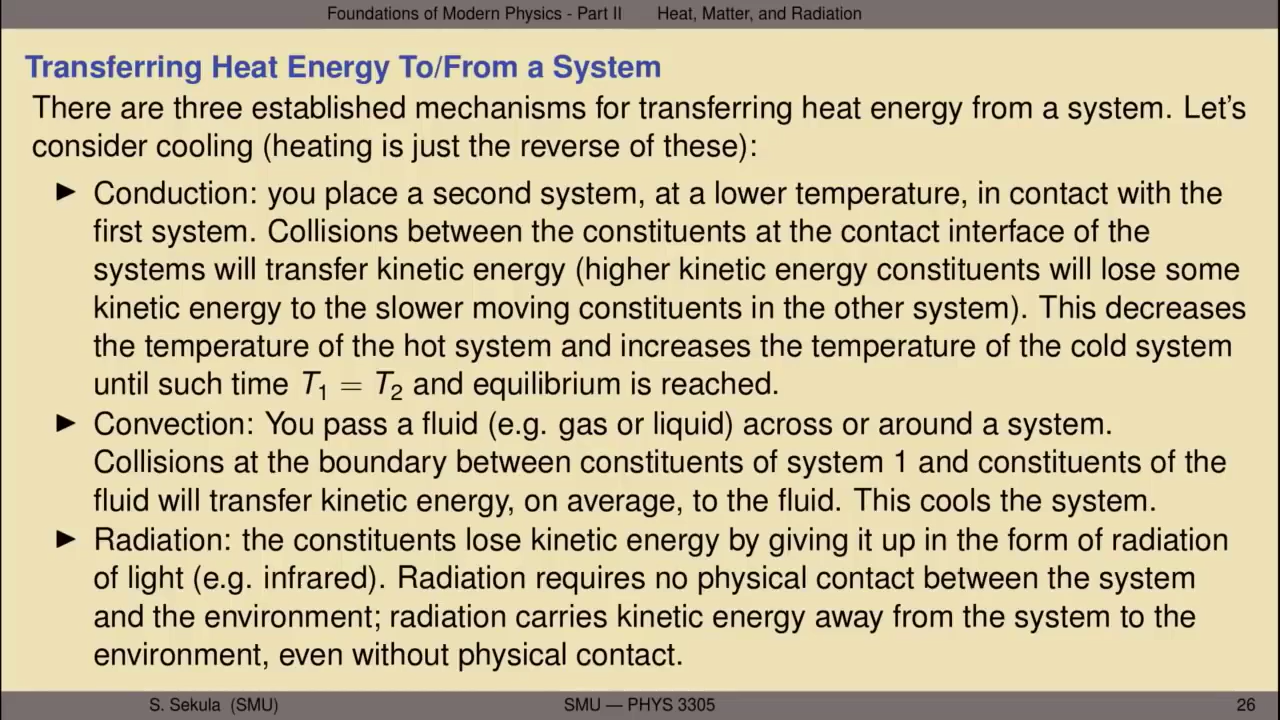 Foundations of Modern Physics - Part II Heat, Matter, and Radiation
Transferring Heat Energy To/From a System
There are three established mechanisms for transferring heat energy from a system. Let's
consider cooling (heating is just the reverse of these):
▶ Conduction: you place a second system, at a lower temperature, in contact with the
first system. Collisions between the constituents at the contact interface of the
systems will transfer kinetic energy (higher kinetic energy constituents will lose some
kinetic energy to the slower moving constituents in the other system). This decreases
the temperature of the hot system and increases the temperature of the cold system
until such time T₁ = T₂ and equilibrium is reached.
▶ Convection: You pass a fluid (e.g. gas or liquid) across or around a system.
Collisions at the boundary between constituents of system 1 and constituents of the
fluid will transfer kinetic energy, on average, to the fluid. This cools the system.
▶ Radiation: the constituents lose kinetic energy by giving it up in the form of radiation
of light (e.g. infrared). Radiation requires no physical contact between the system
and the environment; radiation carries kinetic energy away from the system to the
environment, even without physical contact.
S. Sekula (SMU) SMU — PHYS 3305 26